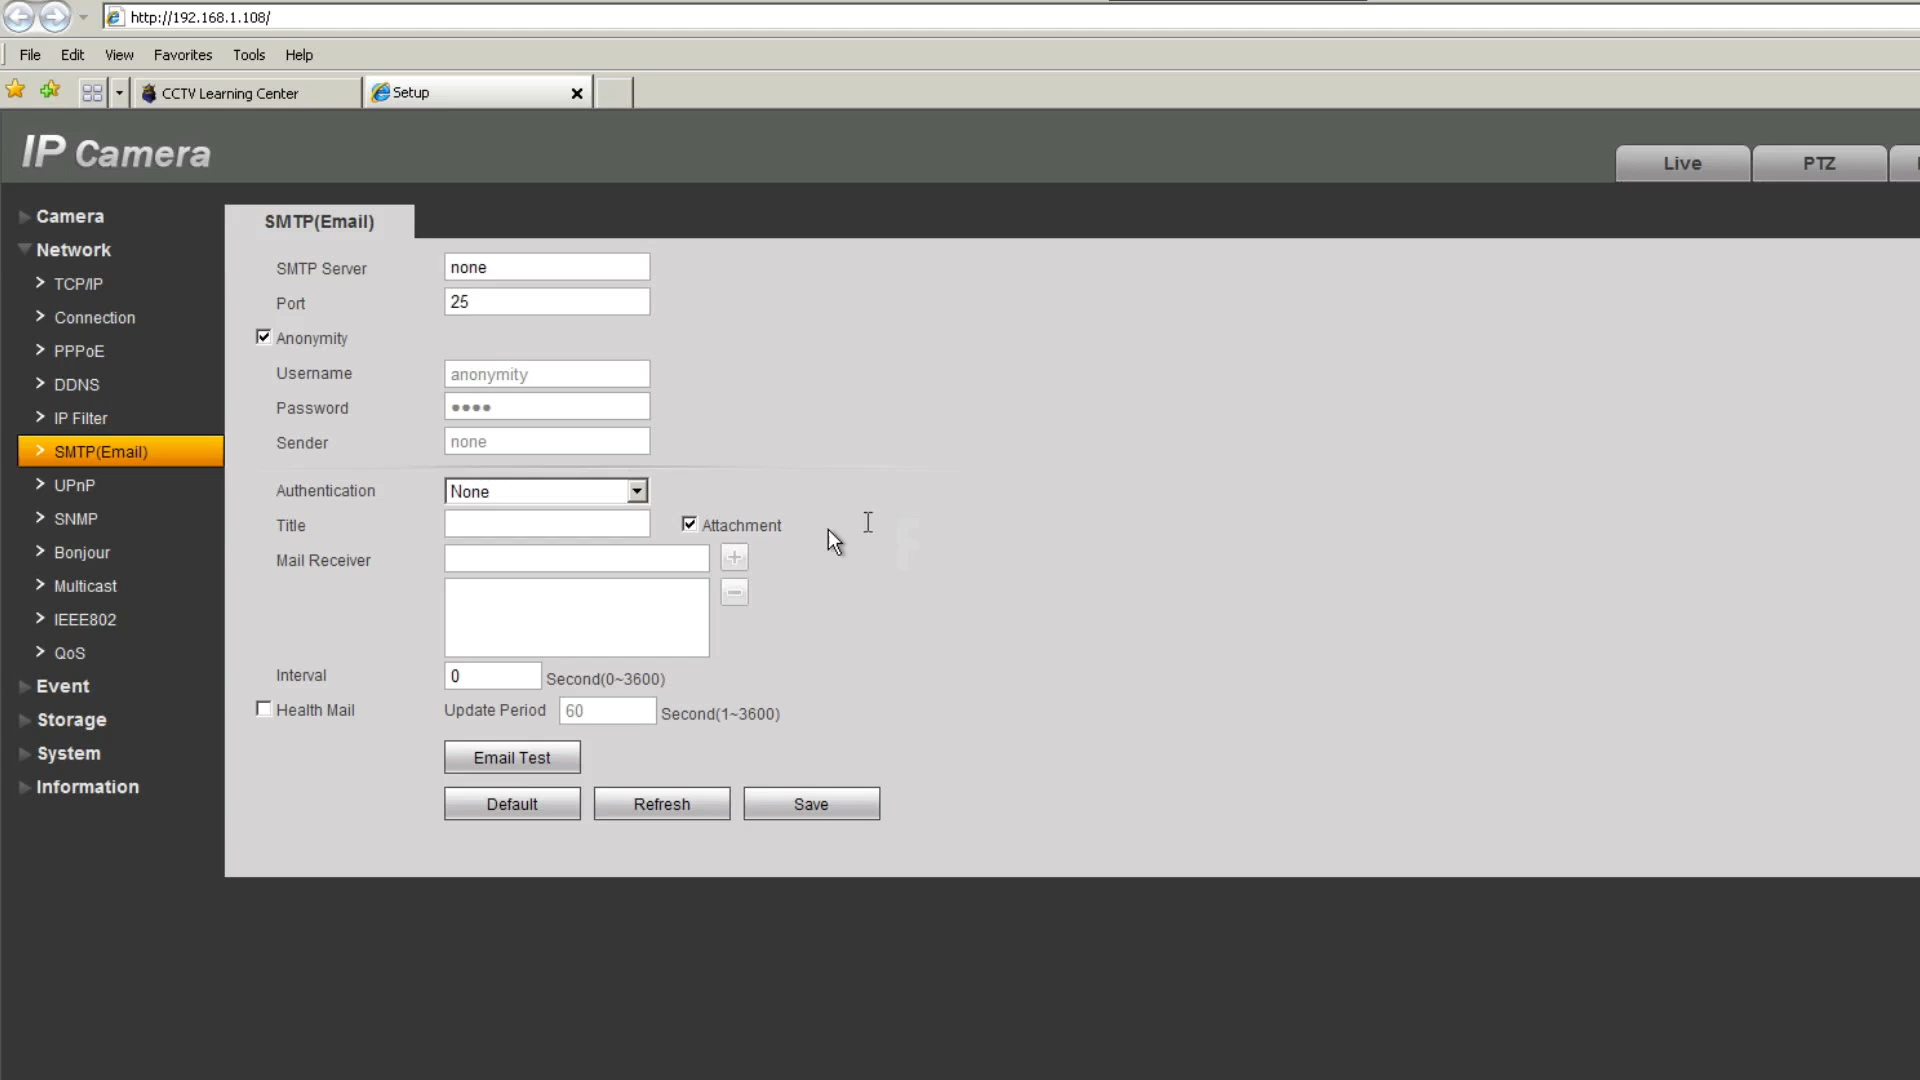 http://192.168.1.108/
File Edit View Favorites Tools Help
CCTV Learning Center Setup
IP Camera
Live PTZ
Camera
Network
TCP/IP
Connection
PPPoE
DDNS
IP Filter
SMTP(Email)
UPnP
SNMP
Bonjour
Multicast
IEEE802
QoS
Event
Storage
System
Information
SMTP(Email)
SMTP Server none
Port 25
Anonymity
Username anonymity
Password ●●●●
Sender none
Authentication None
Title Attachment
Mail Receiver
Interval 0 Second(0~3600)
Health Mail Update Period 60 Second(1~3600)
Email Test
Default Refresh Save